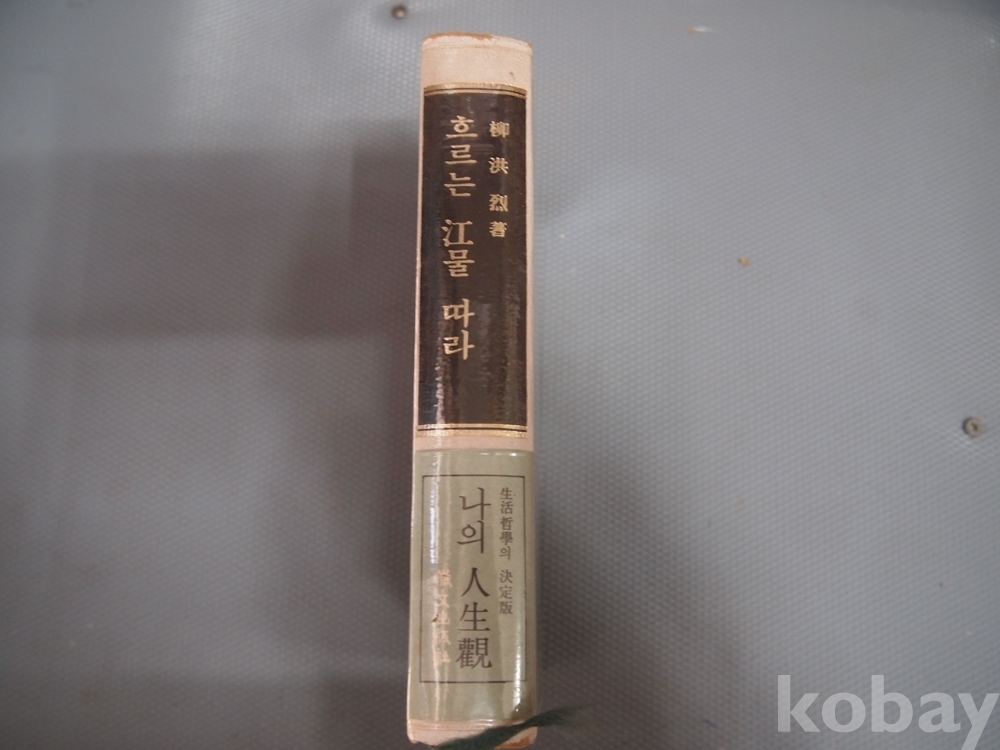 柳洪烈著
흐르는 江물 따라
生活哲學의 決定版
나의 人生觀
kobay